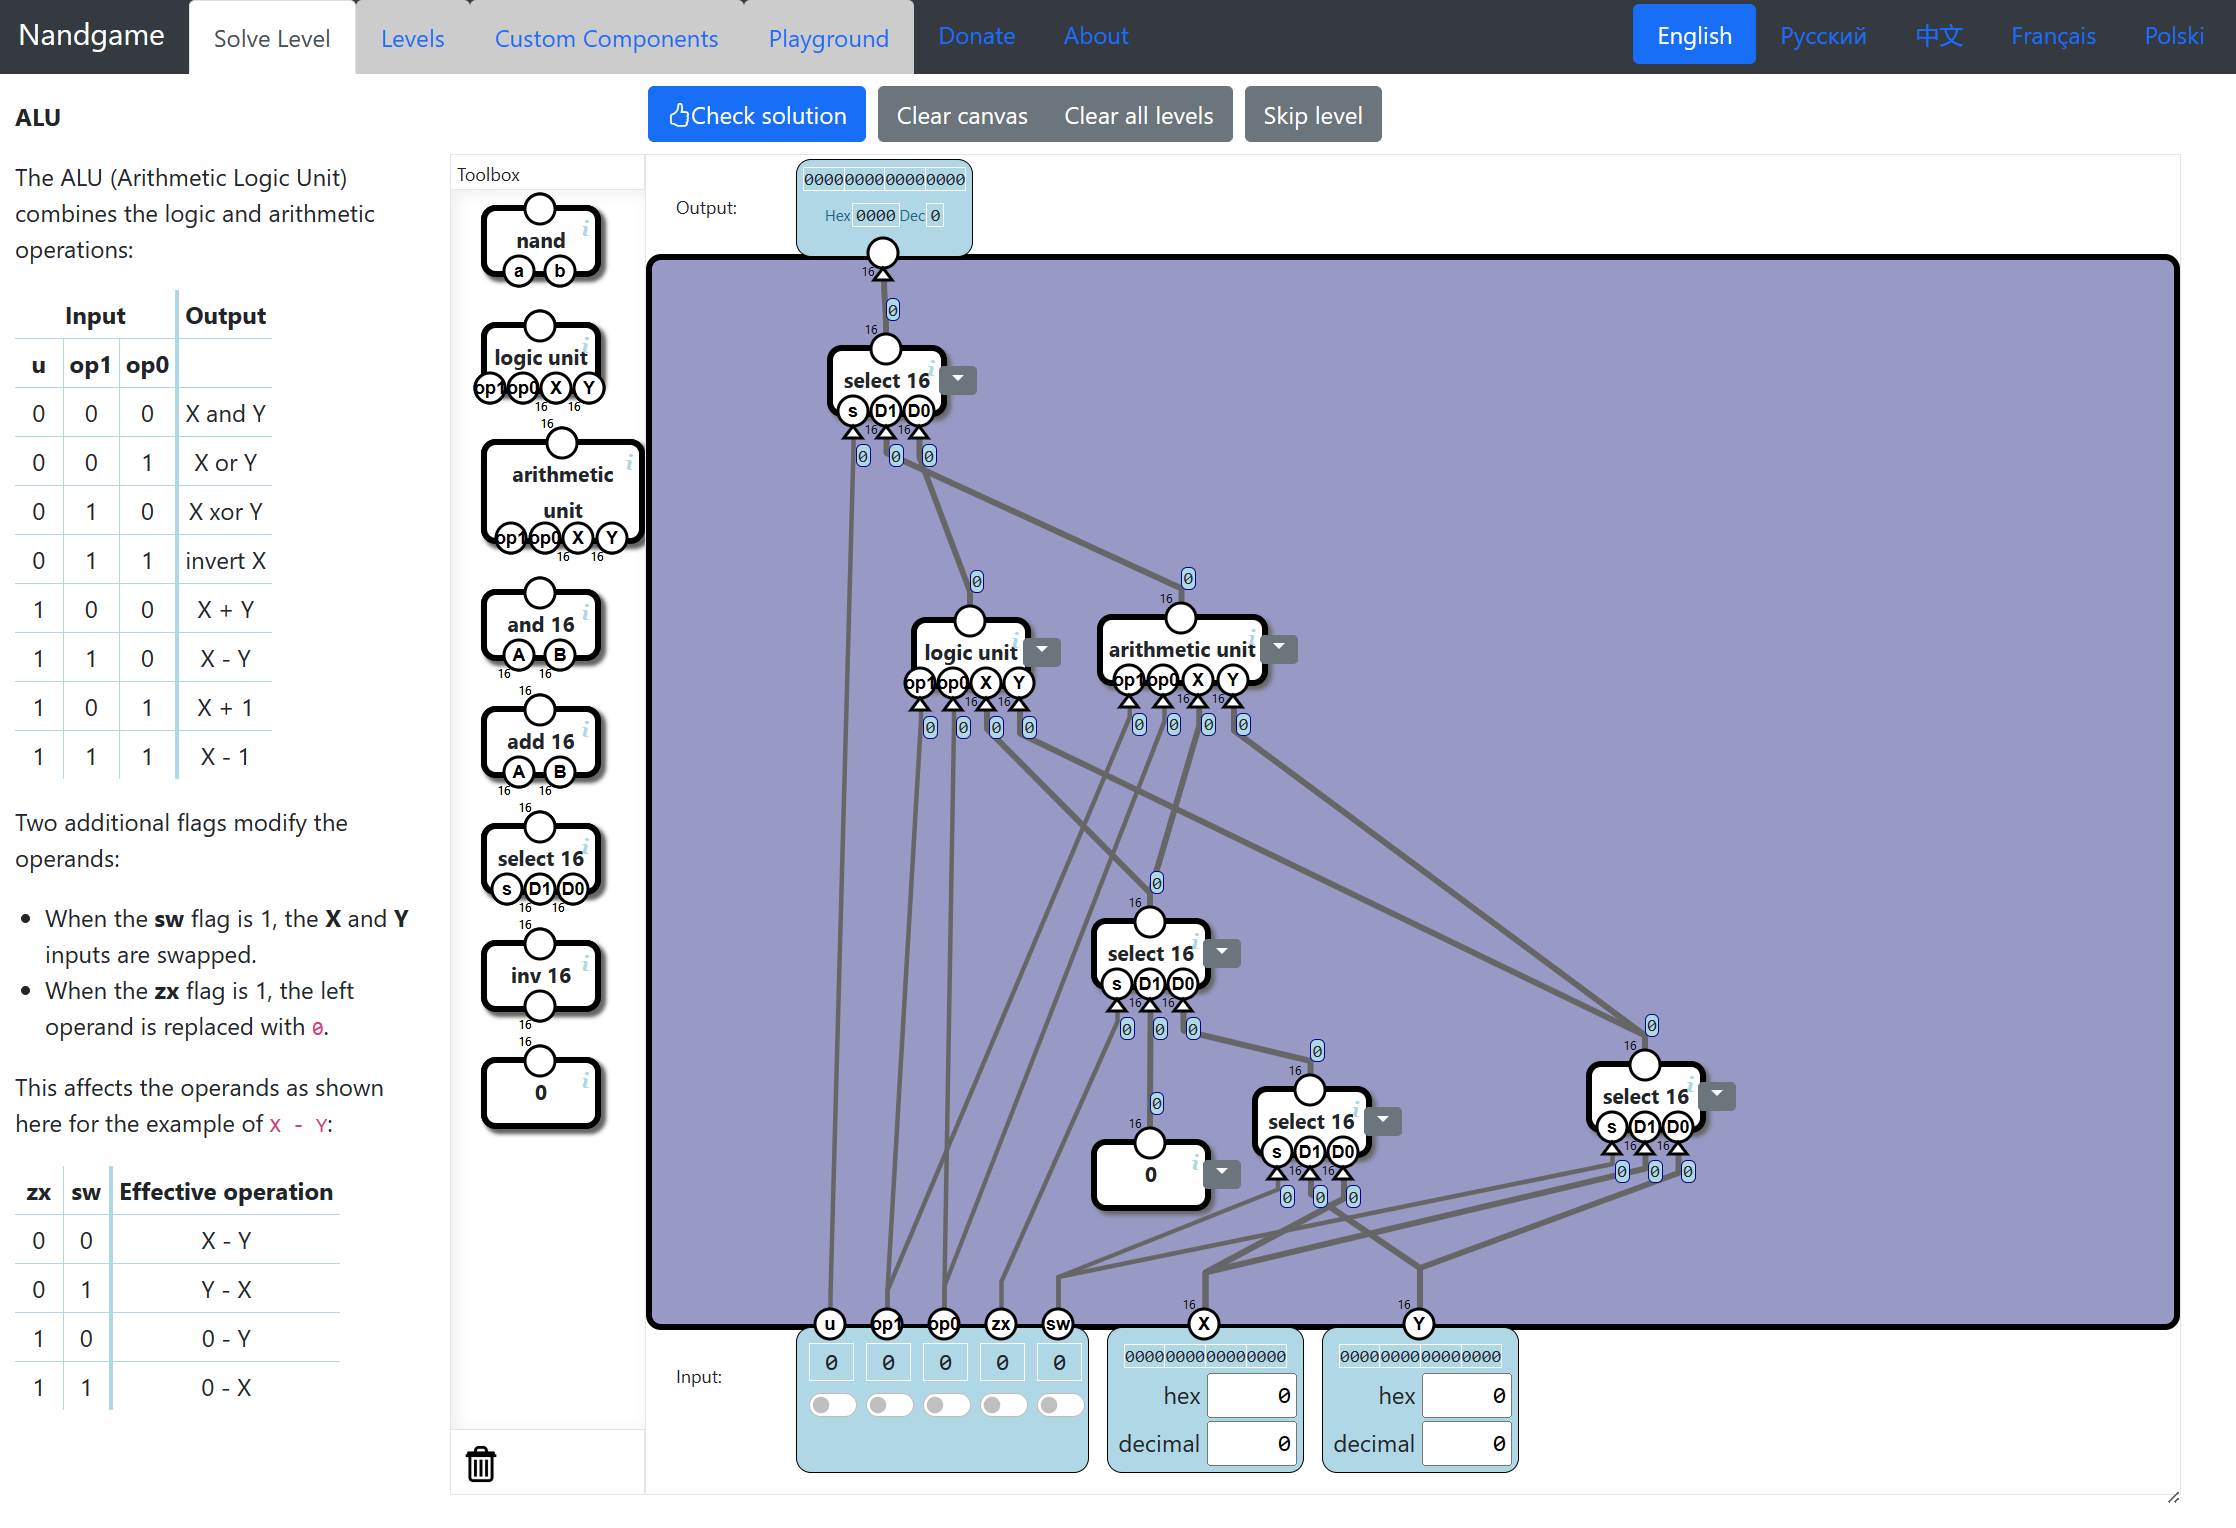 Nandgame
Solve Level
Levels
Custom Components
Playground
Donate
About
English
Русский
中文
Français
Polski
ALU
The ALU (Arithmetic Logic Unit)
combines the logic and arithmetic
operations:
Input Output
u op1 op0
0 0 0 X and Y
0 0 1 X or Y
0 1 0 X xor Y
0 1 1 invert X
1 0 0 X + Y
1 1 0 X - Y
1 0 1 X + 1
1 1 1 X - 1
Two additional flags modify the
operands:
• When the sw flag is 1, the X and Y
inputs are swapped.
• When the zx flag is 1, the left
operand is replaced with 0.
This affects the operands as shown
here for the example of X - Y:
zx sw Effective operation
0 0 X - Y
0 1 Y - X
1 0 0 - Y
1 1 0 - X
Check solution
Clear canvas
Clear all levels
Skip level
Toolbox
nand i
a b
logic unit i
op1 op0 X Y
16 16
16
arithmetic i
unit
op1 op0 X Y
16 16
and 16 i
A B
16 16
16
add 16 i
A B
16 16
16
select 16 i
s D1 D0
16 16
16
inv 16 i
16
16
0 i
Output:
0000000000000000
Hex 0000 Dec 0
16
0
16
select 16 i
s D1 D0
16 16
0 0 0
0 0
16
logic unit i
op1 op0 X Y
16 16
0 0 0 0
arithmetic unit i
op1 op0 X Y
16 16
0 0 0 0
0
16
select 16 i
s D1 D0
16 16
0 0 0
0
16
0 i
0
16
select 16 i
s D1 D0
16 16
0 0 0
0
16
select 16 i
s D1 D0
16 16
0 0 0
16 16
u op1 op0 zx sw X Y
Input:
0 0 0 0 0
0000000000000000
hex 0
decimal 0
0000000000000000
hex 0
decimal 0